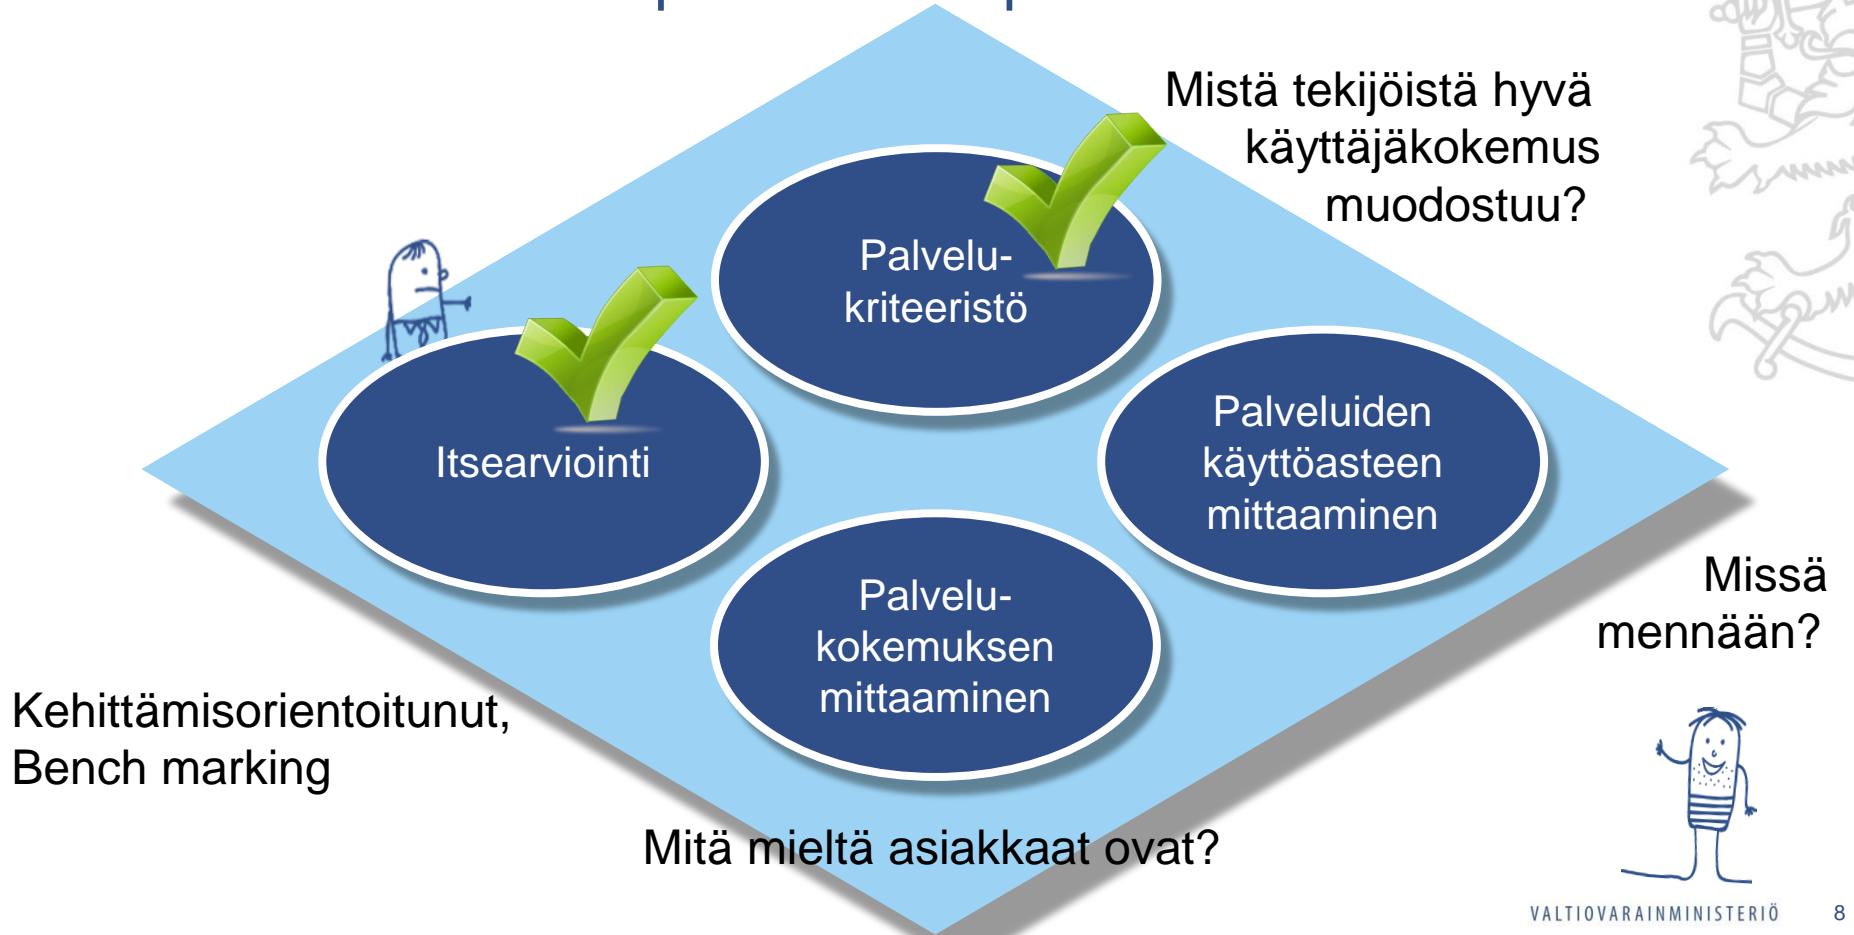 Mistä tekijöistä hyvä
käyttäjäkokemus
muodostuu?
Palvelu-
kriteeristö
Itsearviointi
Palveluiden
käyttöasteen
mittaaminen
Palvelu-
kokemuksen
mittaaminen
Missä
mennään?
Kehittämisorientoitunut,
Bench marking
Mitä mieltä asiakkaat ovat?
VALTIOVARAINMINISTERIÖ 8